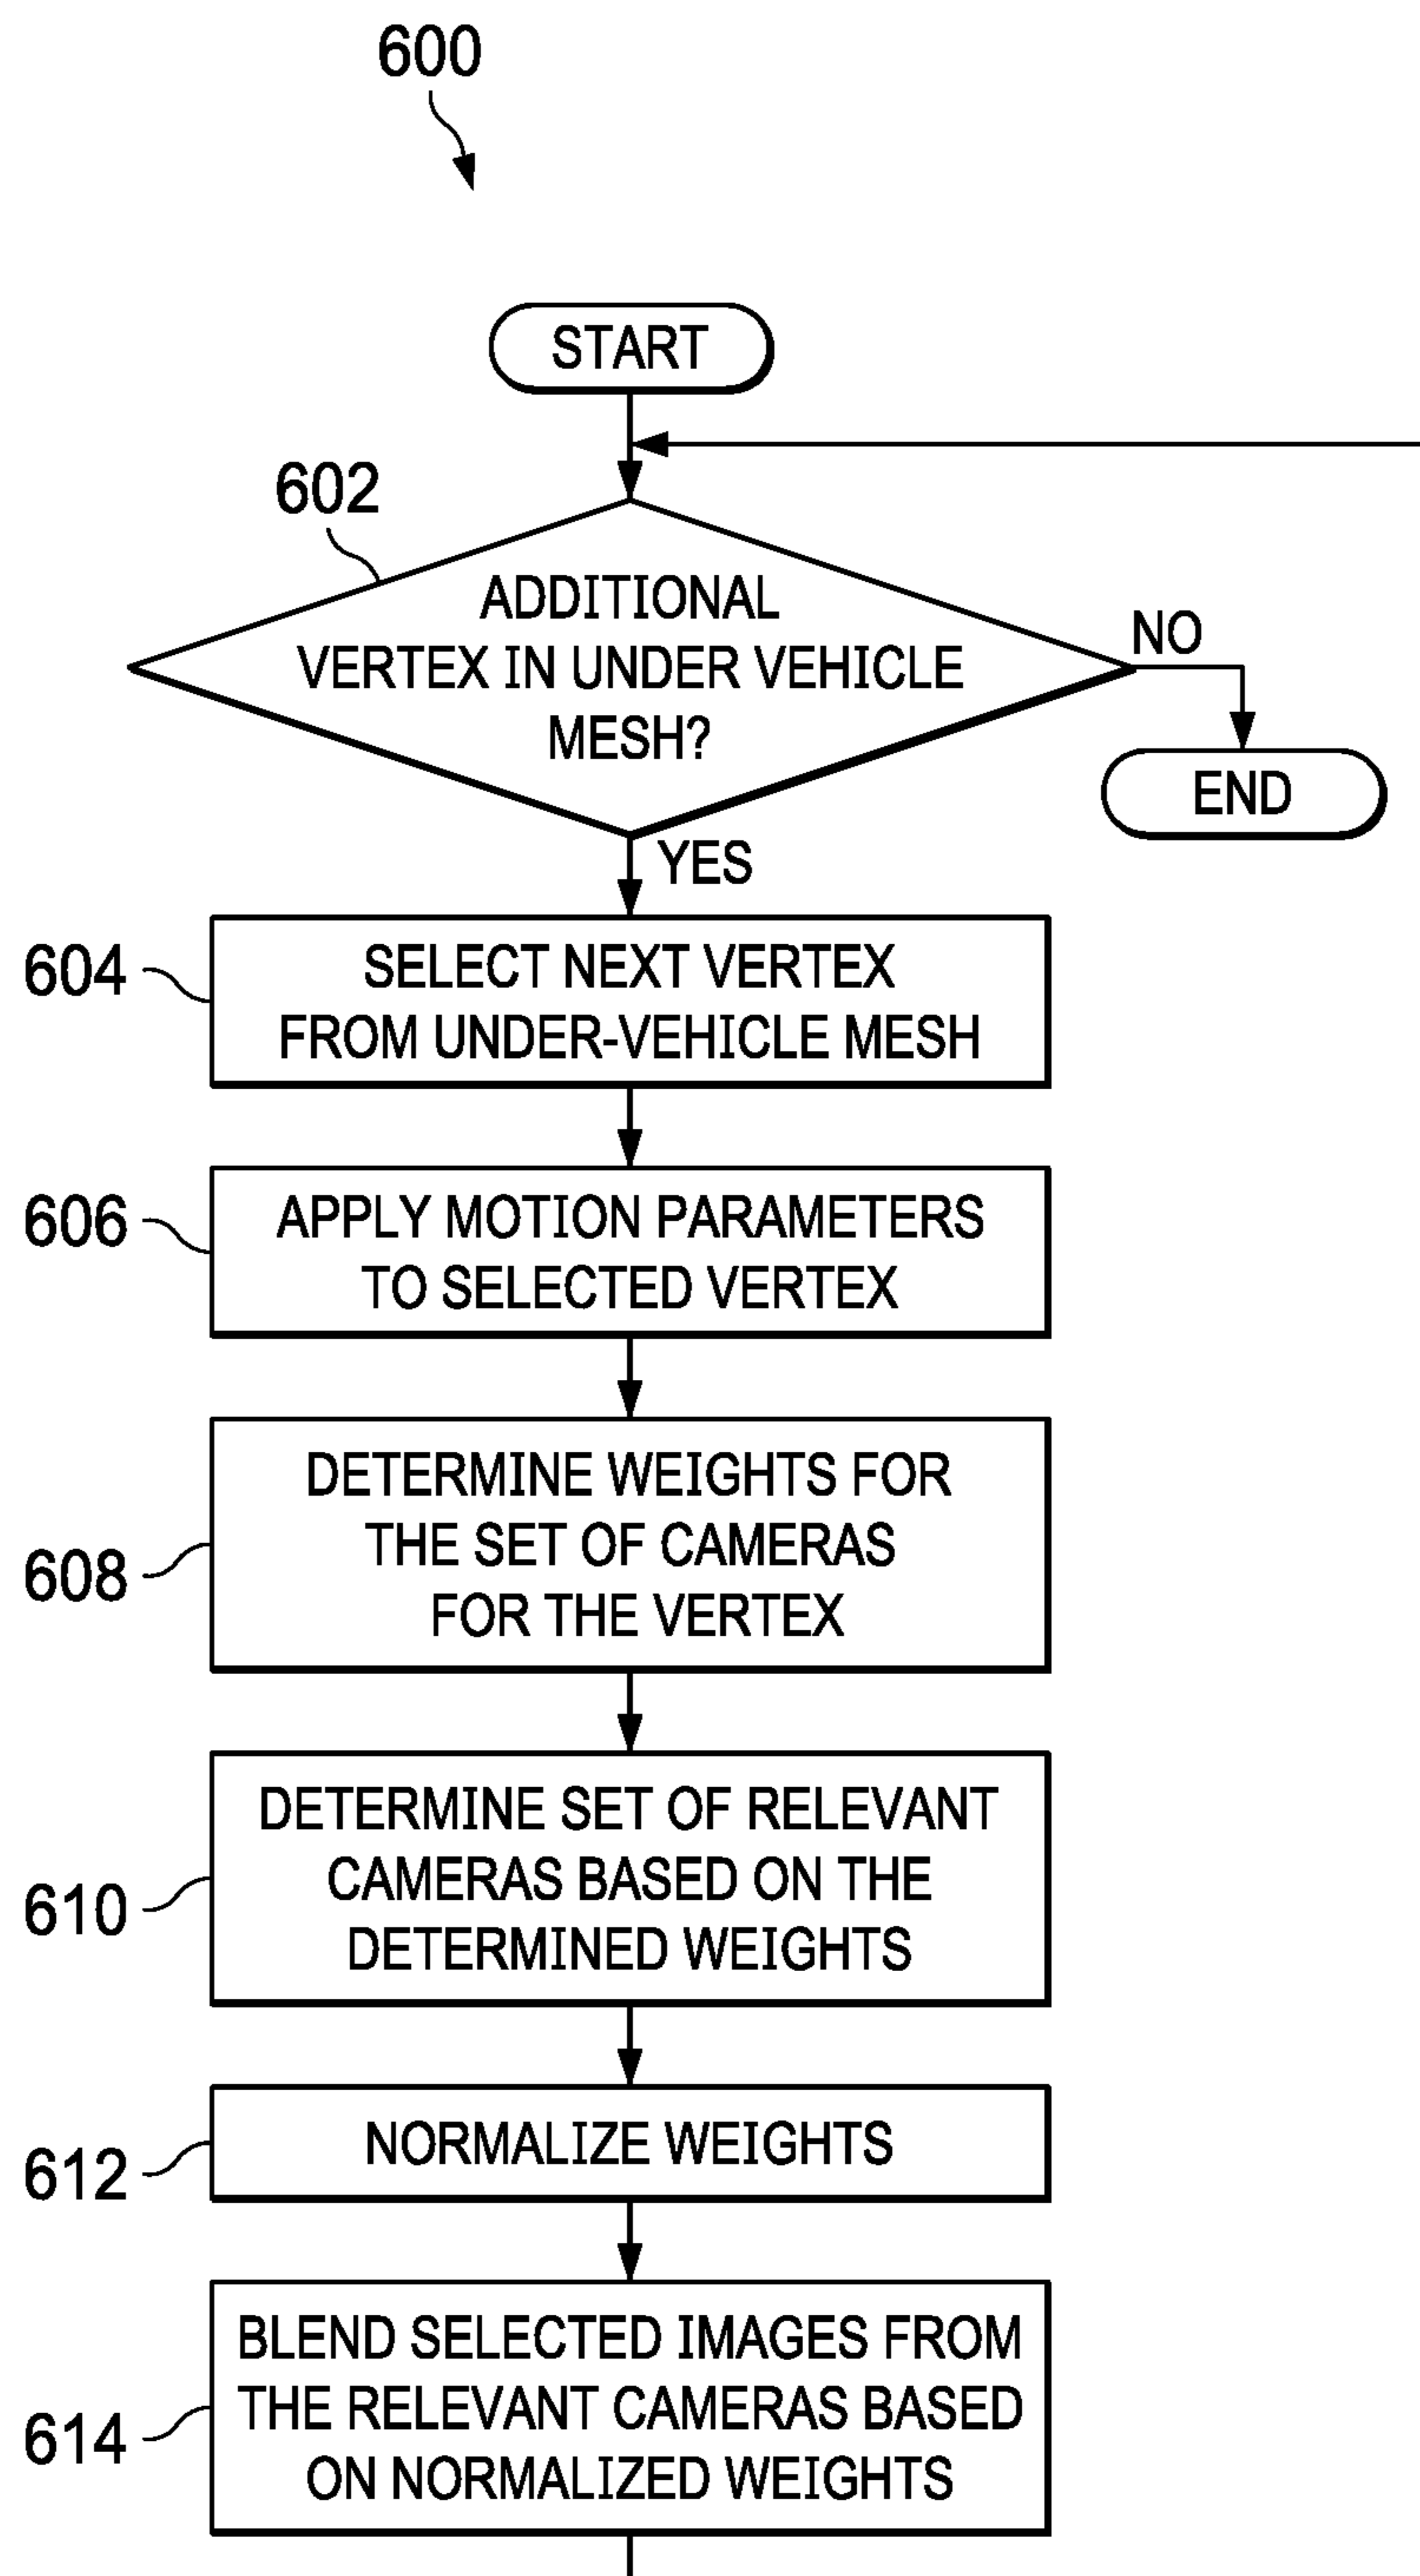 600
START
602
ADDITIONAL
VERTEX IN UNDER VEHICLE
MESH?
NO
END
YES
604
SELECT NEXT VERTEX
FROM UNDER-VEHICLE MESH
606
APPLY MOTION PARAMETERS
TO SELECTED VERTEX
608
DETERMINE WEIGHTS FOR
THE SET OF CAMERAS
FOR THE VERTEX
610
DETERMINE SET OF RELEVANT
CAMERAS BASED ON THE
DETERMINED WEIGHTS
612
NORMALIZE WEIGHTS
614
BLEND SELECTED IMAGES FROM
THE RELEVANT CAMERAS BASED
ON NORMALIZED WEIGHTS